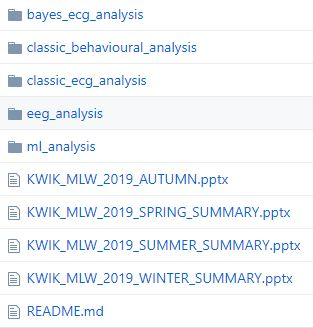 bayes_ecg_analysis
classic_behavioural_analysis
classic_ecg_analysis
eeg_analysis
ml_analysis
KWIK_MLW_2019_AUTUMN.pptx
KWIK_MLW_2019_SPRING_SUMMARY.pptx
KWIK_MLW_2019_SUMMER_SUMMARY.pptx
KWIK_MLW_2019_WINTER_SUMMARY.pptx
README.md